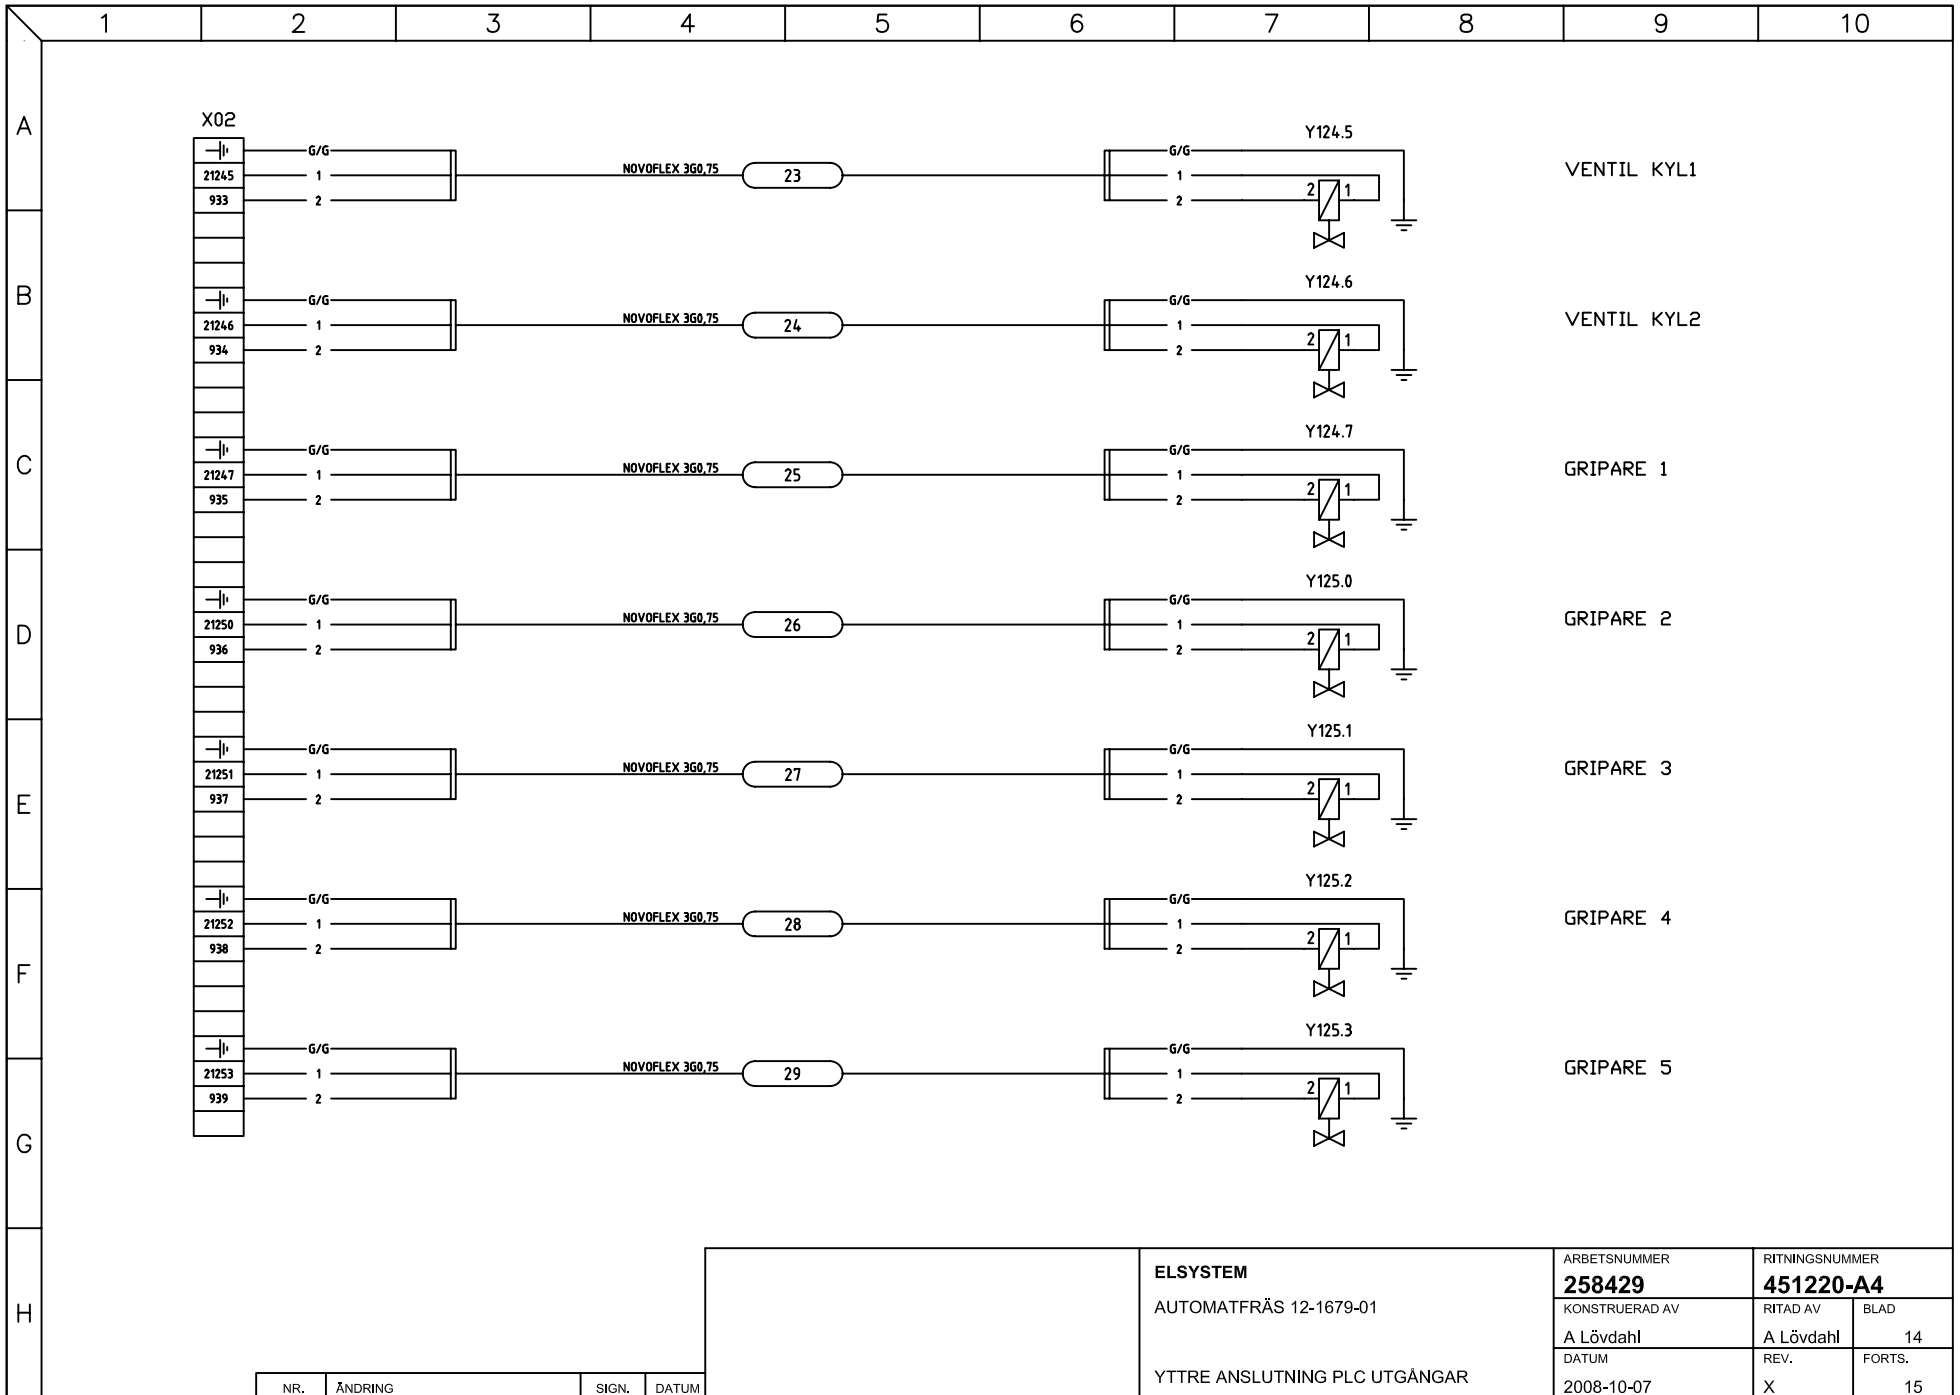 1 2 3 4 5 6 7 8 9 10
A
X02
Y124.5
G/G G/G
21245 1 NOVOFLEX 3G0,75 23 1 VENTIL KYL1
933 2 2 2 1
B
Y124.6
G/G G/G
21246 1 NOVOFLEX 3G0,75 24 1 VENTIL KYL2
934 2 2 2 1
C
Y124.7
G/G G/G
21247 1 NOVOFLEX 3G0,75 25 1 GRIPARE 1
935 2 2 2 1
Y125.0
G/G G/G
D
21250 1 NOVOFLEX 3G0,75 26 1 GRIPARE 2
936 2 2 2 1
Y125.1
G/G G/G
21251 1 NOVOFLEX 3G0,75 27 1 GRIPARE 3
E
937 2 2 2 1
Y125.2
G/G G/G
21252 1 NOVOFLEX 3G0,75 28 1 GRIPARE 4
938 2 2 2 1
F
Y125.3
G/G G/G
21253 1 NOVOFLEX 3G0,75 29 1 GRIPARE 5
939 2 2 2 1
G
H
ELSYSTEM
AUTOMATFRÄS 12-1679-01
YTTRE ANSLUTNING PLC UTGÅNGAR
ARBETSNUMMER
258429
RITNINGSNUMMER
451220-A4
KONSTRUERAD AV
A Lövdahl
RITAD AV
A Lövdahl
BLAD
14
DATUM
2008-10-07
REV.
X
FORTS.
15
NR. ÄNDRING SIGN. DATUM